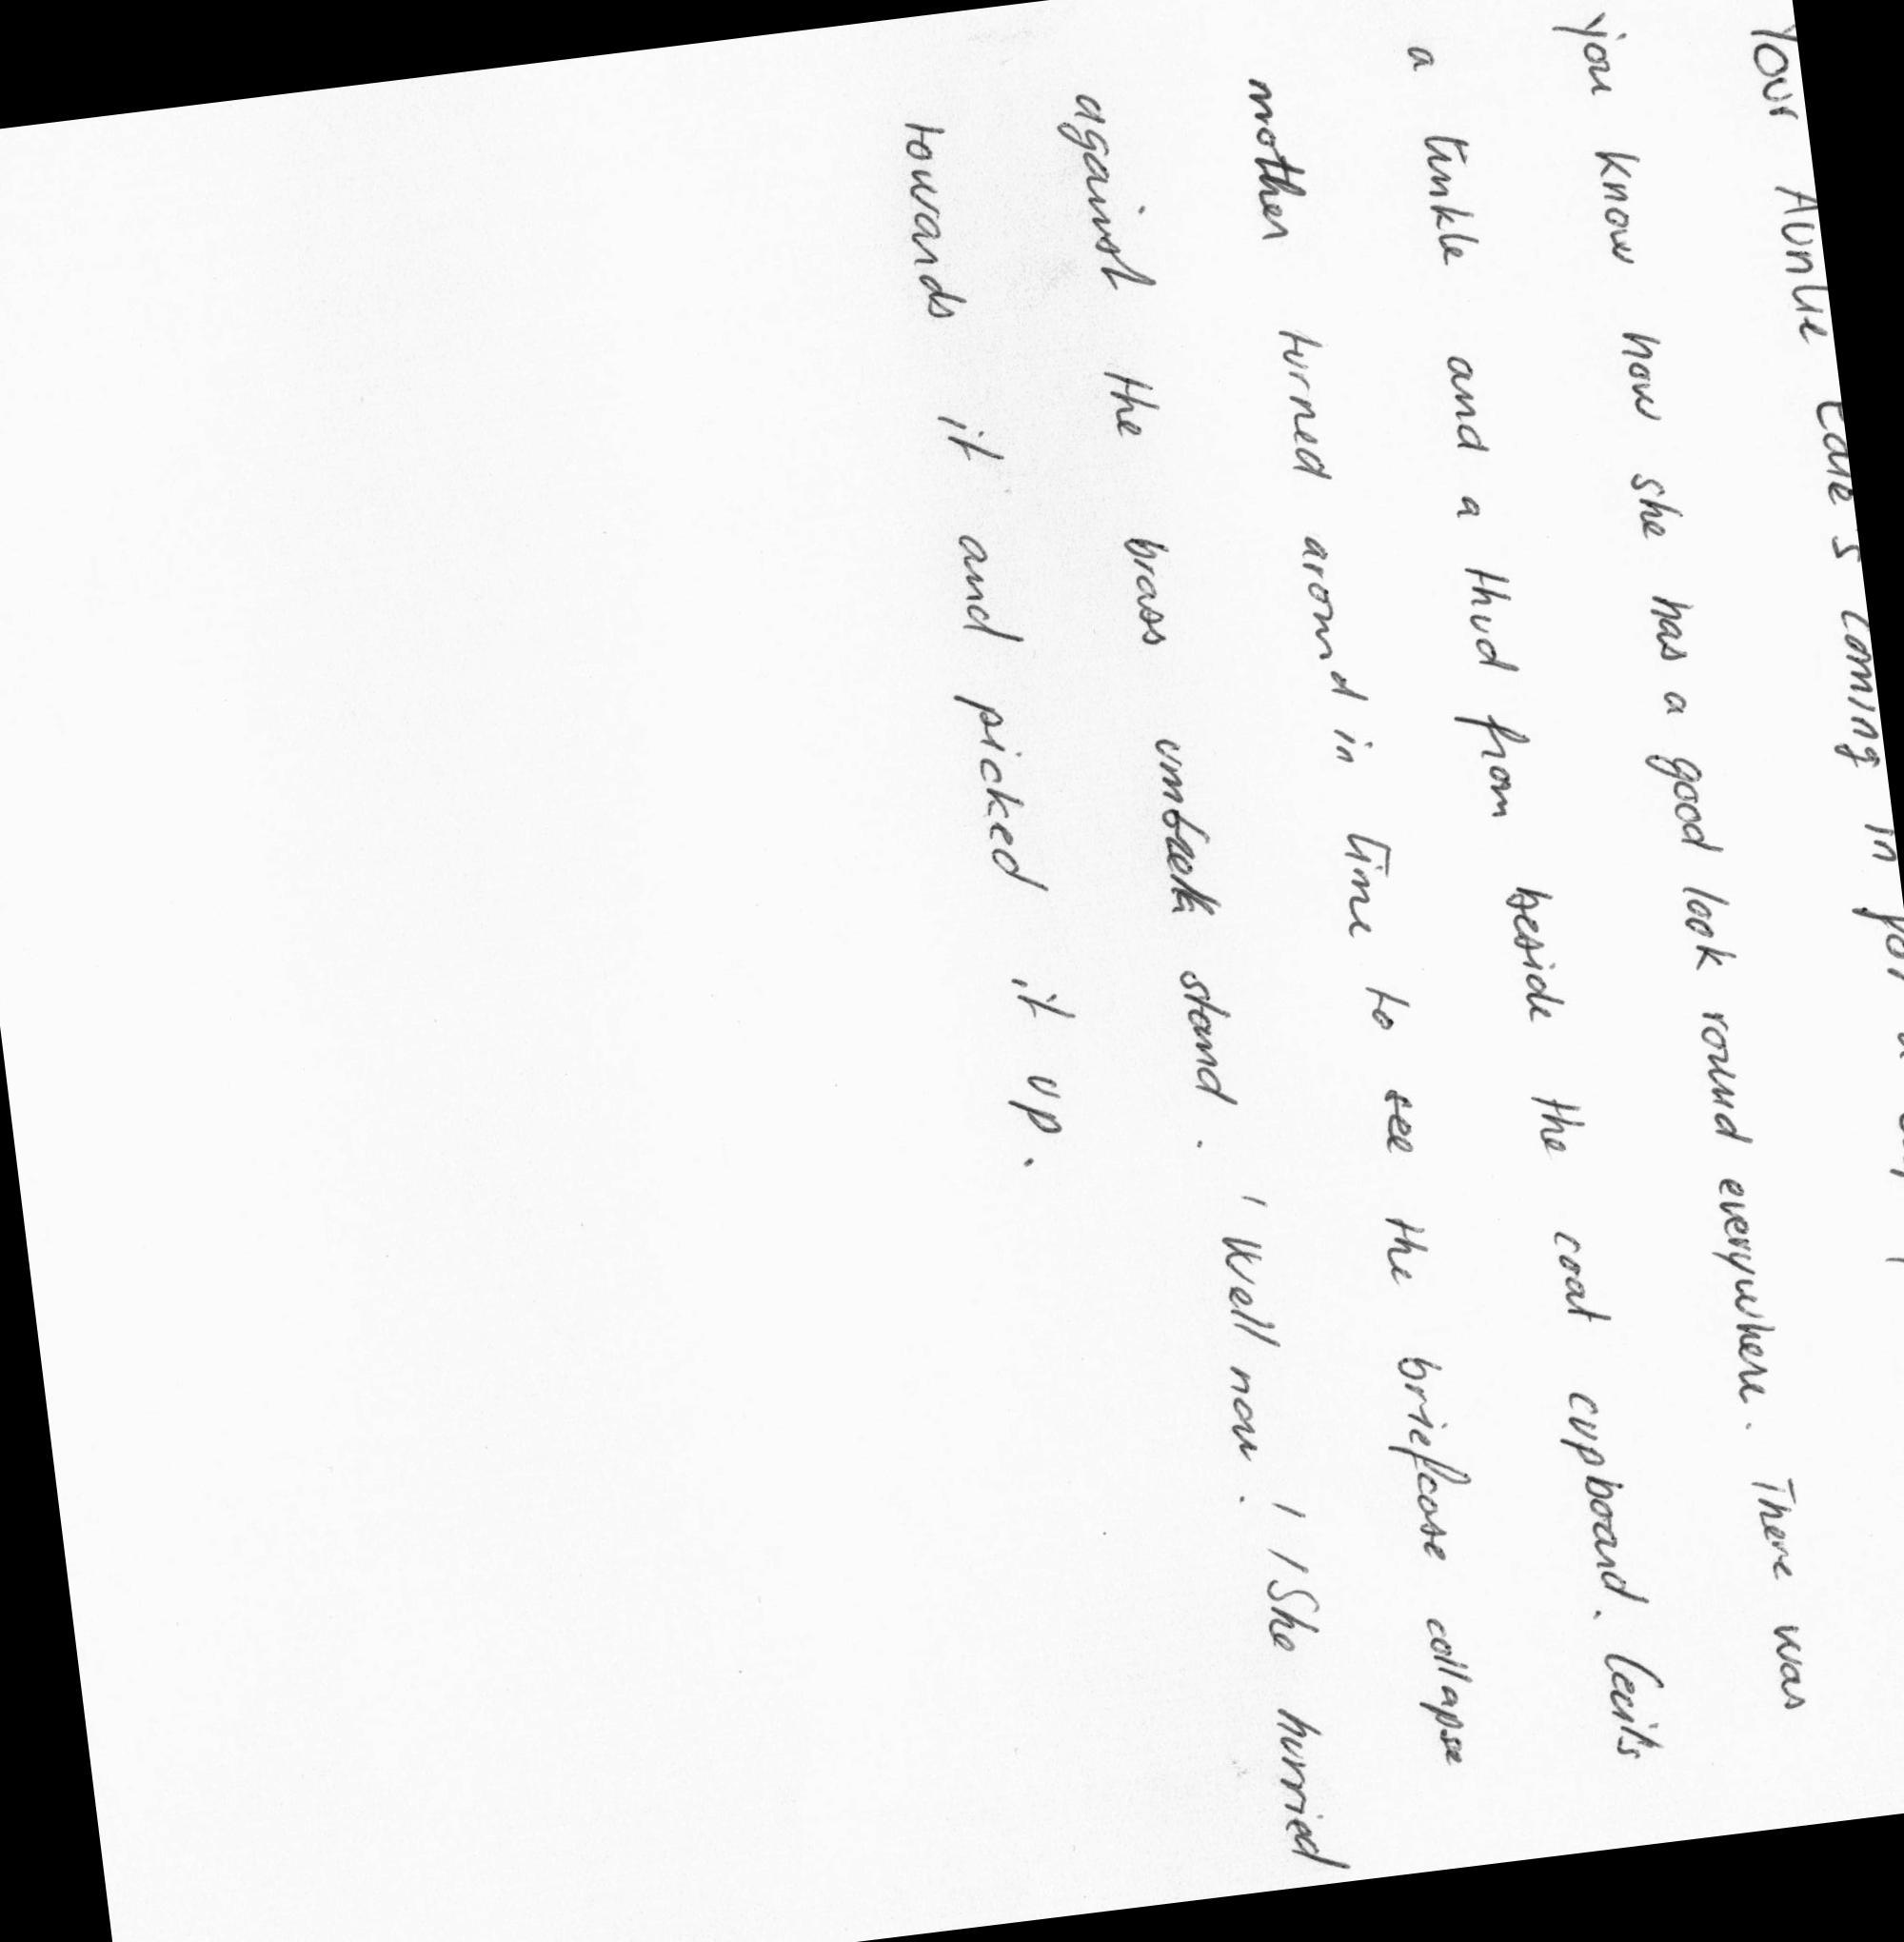 Your Auntie Edie's coming in for a
you know how she has a good look round everywhere. There was
a tinkle and a thud from beside the coat cupboard. Cecil's
mother turned around in time to see the briefcase collapse
against the brass stand. 'Well now.' 'She hurried
towards it and picked it up.